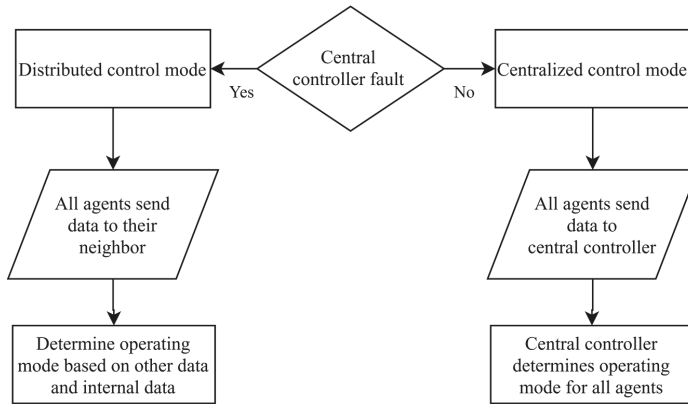 Distributed control mode
Central
controller fault
Centralized control mode
Yes
No
All agents send
data to their
neighbor
All agents send
data to
central controller
Determine operating
mode based on other data
and internal data
Central controller
determines operating
mode for all agents